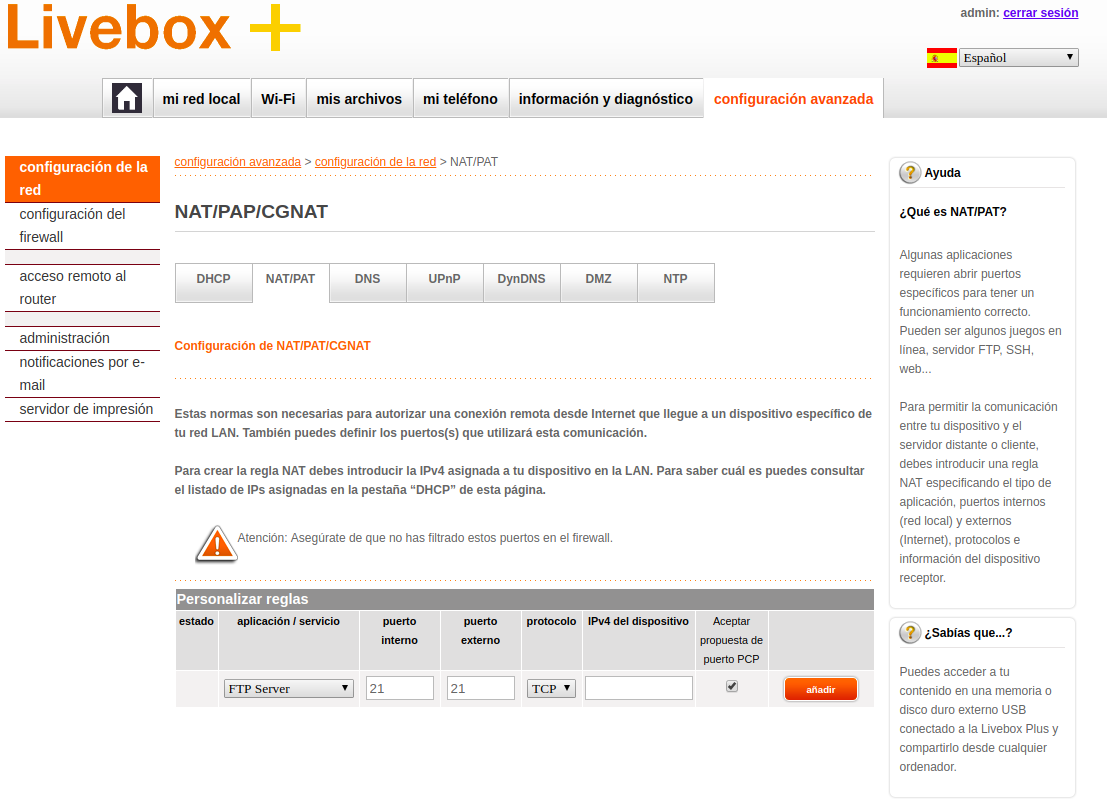 Livebox +
admin: cerrar sesión
Español
mi red local
Wi-Fi
mis archivos
mi teléfono
información y diagnóstico
configuración avanzada
configuración de la
red
configuración del
firewall
acceso remoto al
router
administración
notificaciones por e-
mail
servidor de impresión
configuración avanzada > configuración de la red > NAT/PAT
NAT/PAP/CGNAT
DHCP
NAT/PAT
DNS
UPnP
DynDNS
DMZ
NTP
Configuración de NAT/PAT/CGNAT
Estas normas son necesarias para autorizar una conexión remota desde Internet que llegue a un dispositivo específico de
tu red LAN. También puedes definir los puertos(s) que utilizará esta comunicación.
Para crear la regla NAT debes introducir la IPv4 asignada a tu dispositivo en la LAN. Para saber cuál es puedes consultar
el listado de IPs asignadas en la pestaña “DHCP” de esta página.
Atención: Asegúrate de que no has filtrado estos puertos en el firewall.
Personalizar reglas
estado
aplicación / servicio
puerto
interno
puerto
externo
protocolo
IPv4 del dispositivo
Aceptar
propuesta de
puerto PCP
FTP Server
21
21
TCP
añadir
Ayuda
¿Qué es NAT/PAT?
Algunas aplicaciones
requieren abrir puertos
específicos para tener un
funcionamiento correcto.
Pueden ser algunos juegos en
línea, servidor FTP, SSH,
web...
Para permitir la comunicación
entre tu dispositivo y el
servidor distante o cliente,
debes introducir una regla
NAT especificando el tipo de
aplicación, puertos internos
(red local) y externos
(Internet), protocolos e
información del dispositivo
receptor.
¿Sabías que...?
Puedes acceder a tu
contenido en una memoria o
disco duro externo USB
conectado a la Livebox Plus y
compartirlo desde cualquier
ordenador.